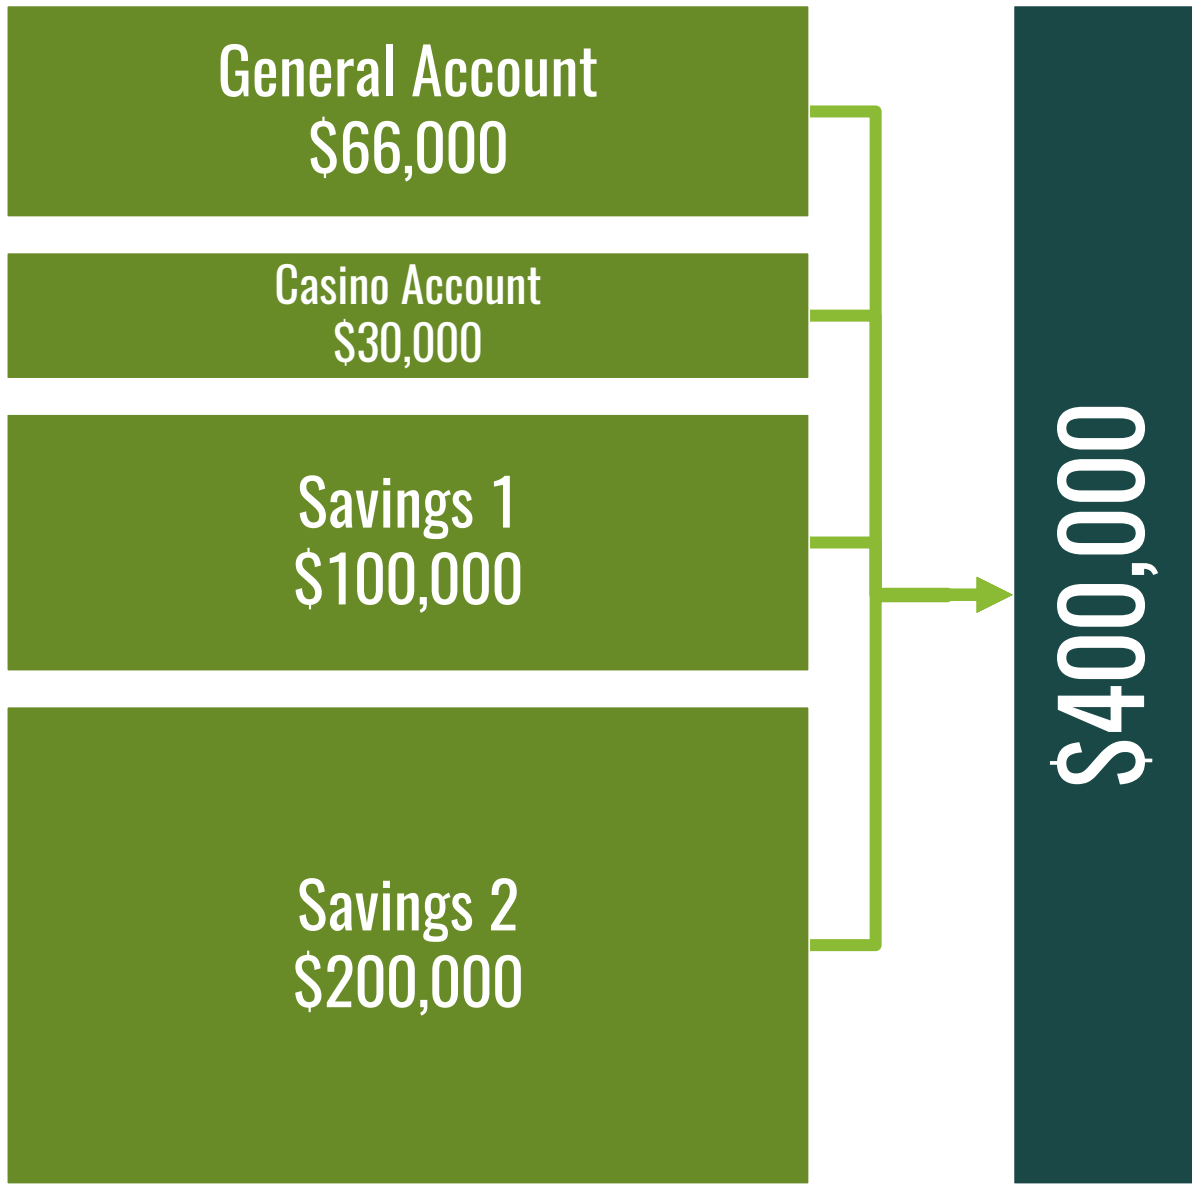 General Account
$66,000
Casino Account
$30,000
Savings 1
$100,000
Savings 2
$200,000
$400,000